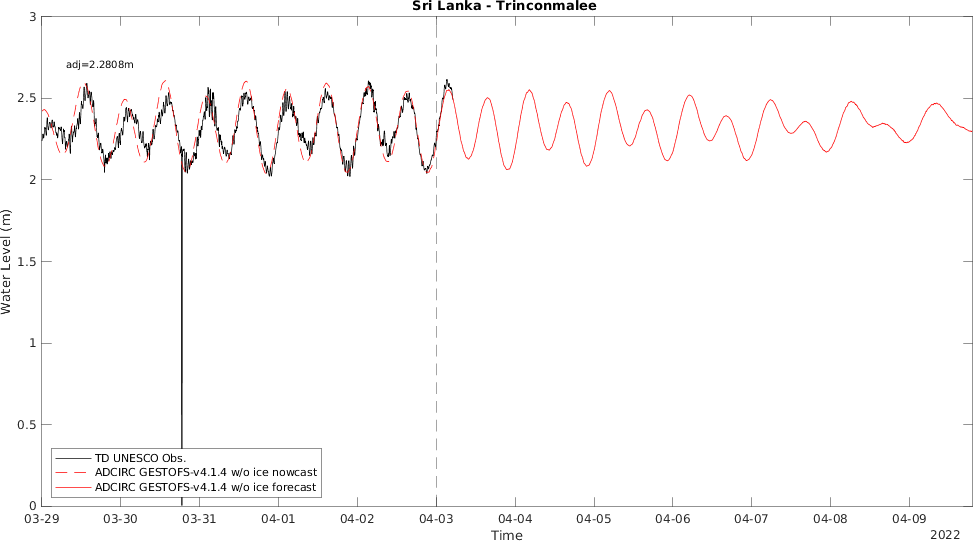 Sri Lanka - Trinconmalee
adj=2.2808m
Water Level (m)
3
2.5
2
1.5
1
0.5
0
TD UNESCO Obs.
ADCIRC GESTOFS-v4.1.4 w/o ice nowcast
ADCIRC GESTOFS-v4.1.4 w/o ice forecast
03-29 03-30 03-31 04-01 04-02 04-03 04-04 04-05 04-06 04-07 04-08 04-09
Time
2022